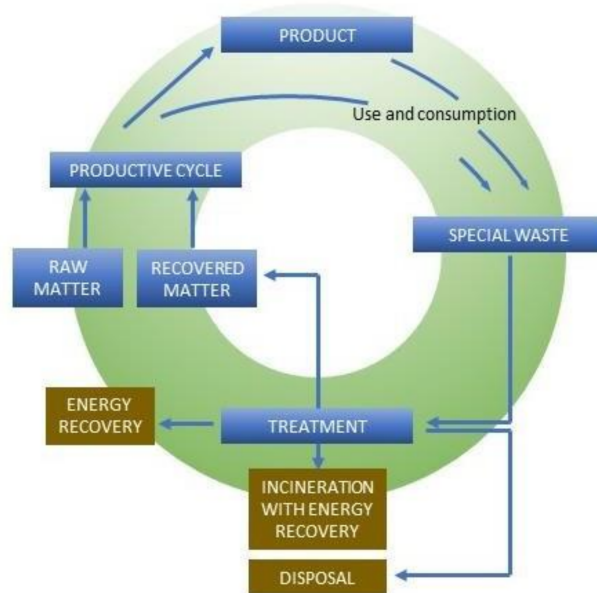 PRODUCT
Use and consumption
PRODUCTIVE CYCLE
SPECIAL WASTE
RAW
MATTER
RECOVERED
MATTER
ENERGY
RECOVERY
TREATMENT
INCINERATION
WITH ENERGY
RECOVERY
DISPOSAL